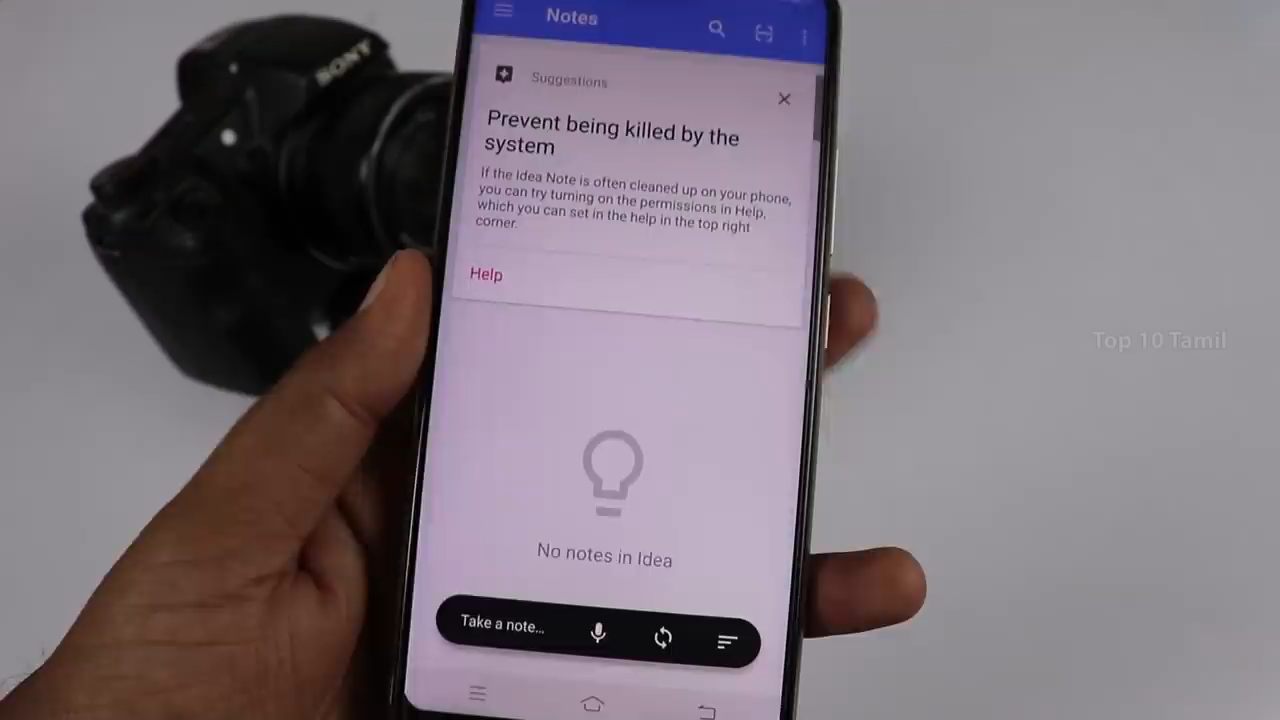 SONY
Notes
Suggestions
Prevent being killed by the
system
If the Idea Note is often cleaned up on your phone,
you can try turning on the permissions in Help,
which you can set in the help in the top right
corner.
Help
Top 10 Tamil
No notes in Idea
Take a note...